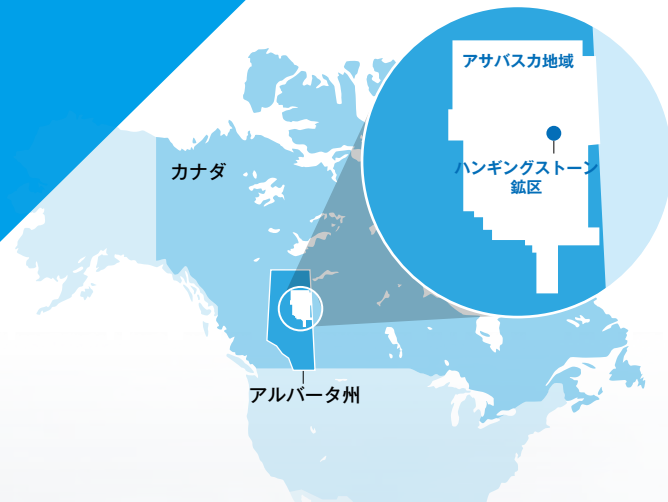 アサバスカ地域
ハンギングストーン
鉱区
カナダ
アルバータ州